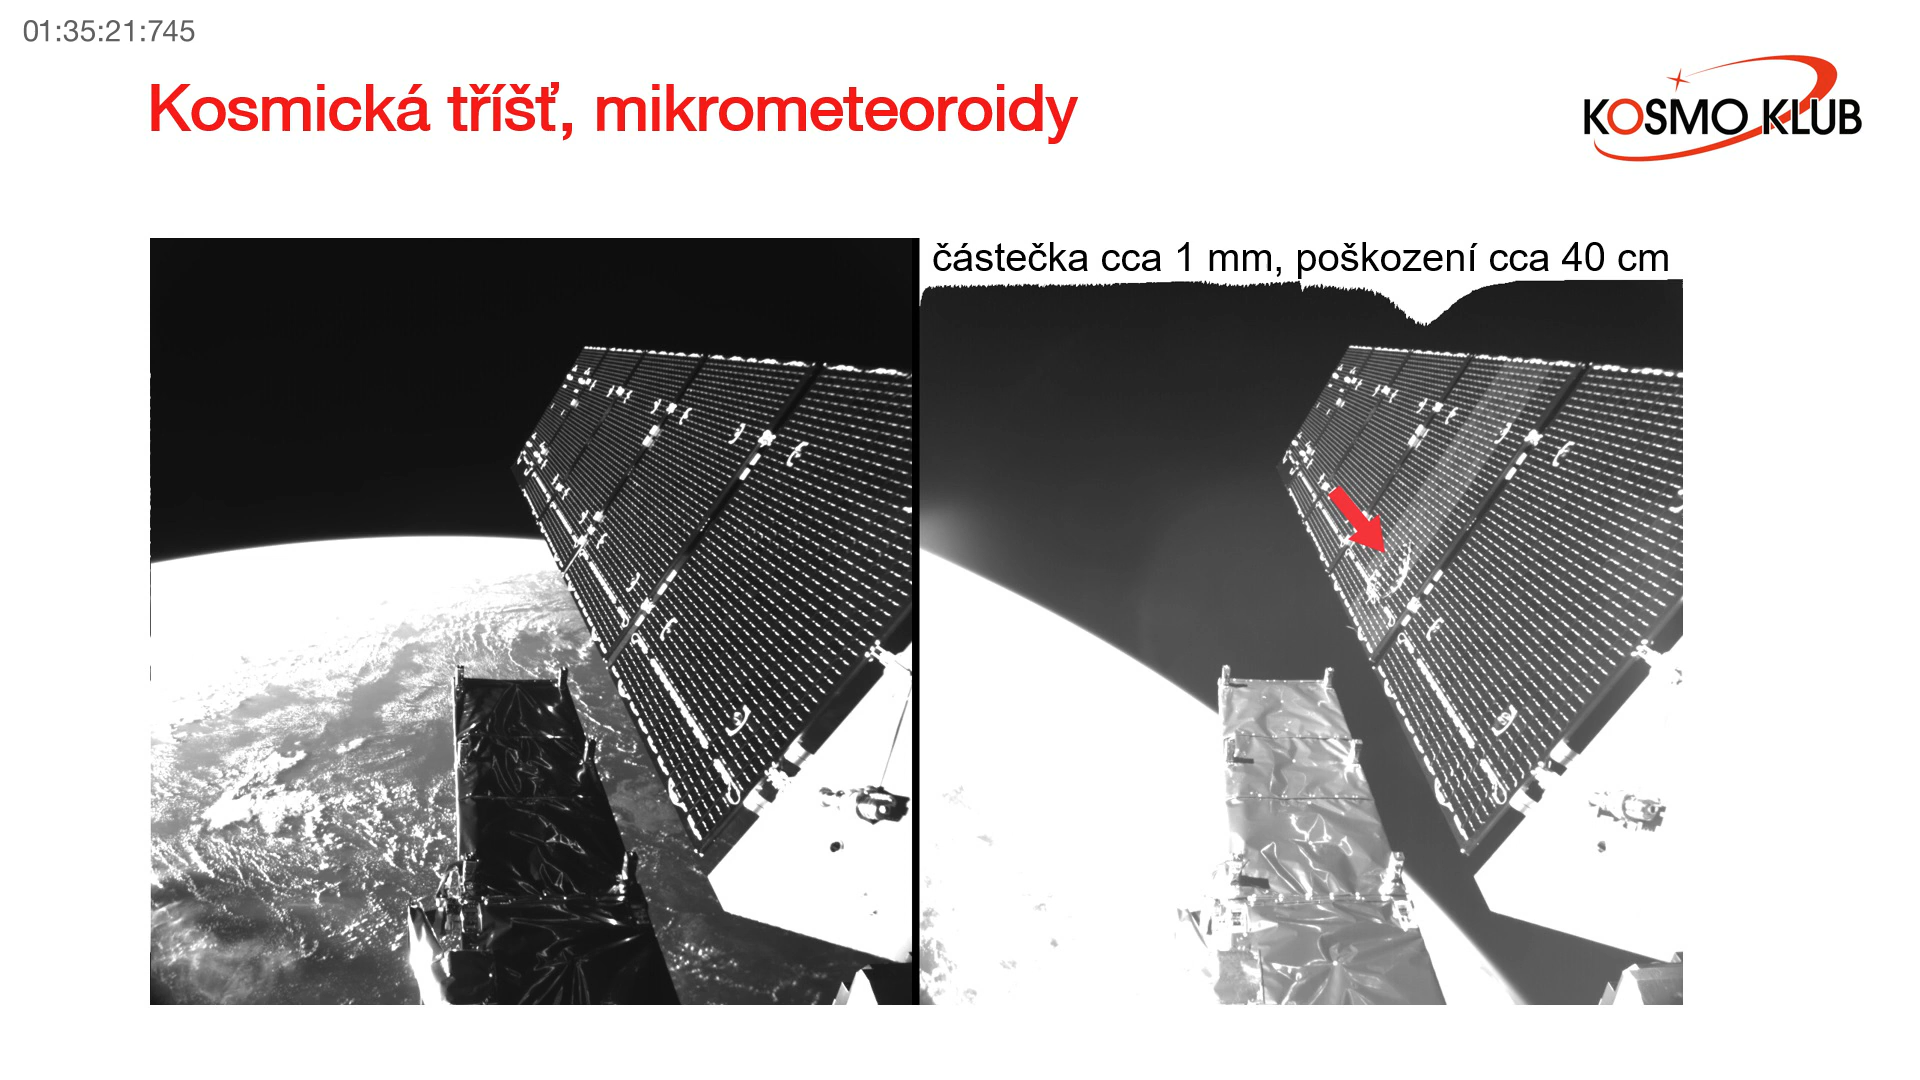 01:35:21:745
Kosmická tříšť, mikrometeoroidy
KOSMO KLUB
částečka cca 1 mm, poškození cca 40 cm